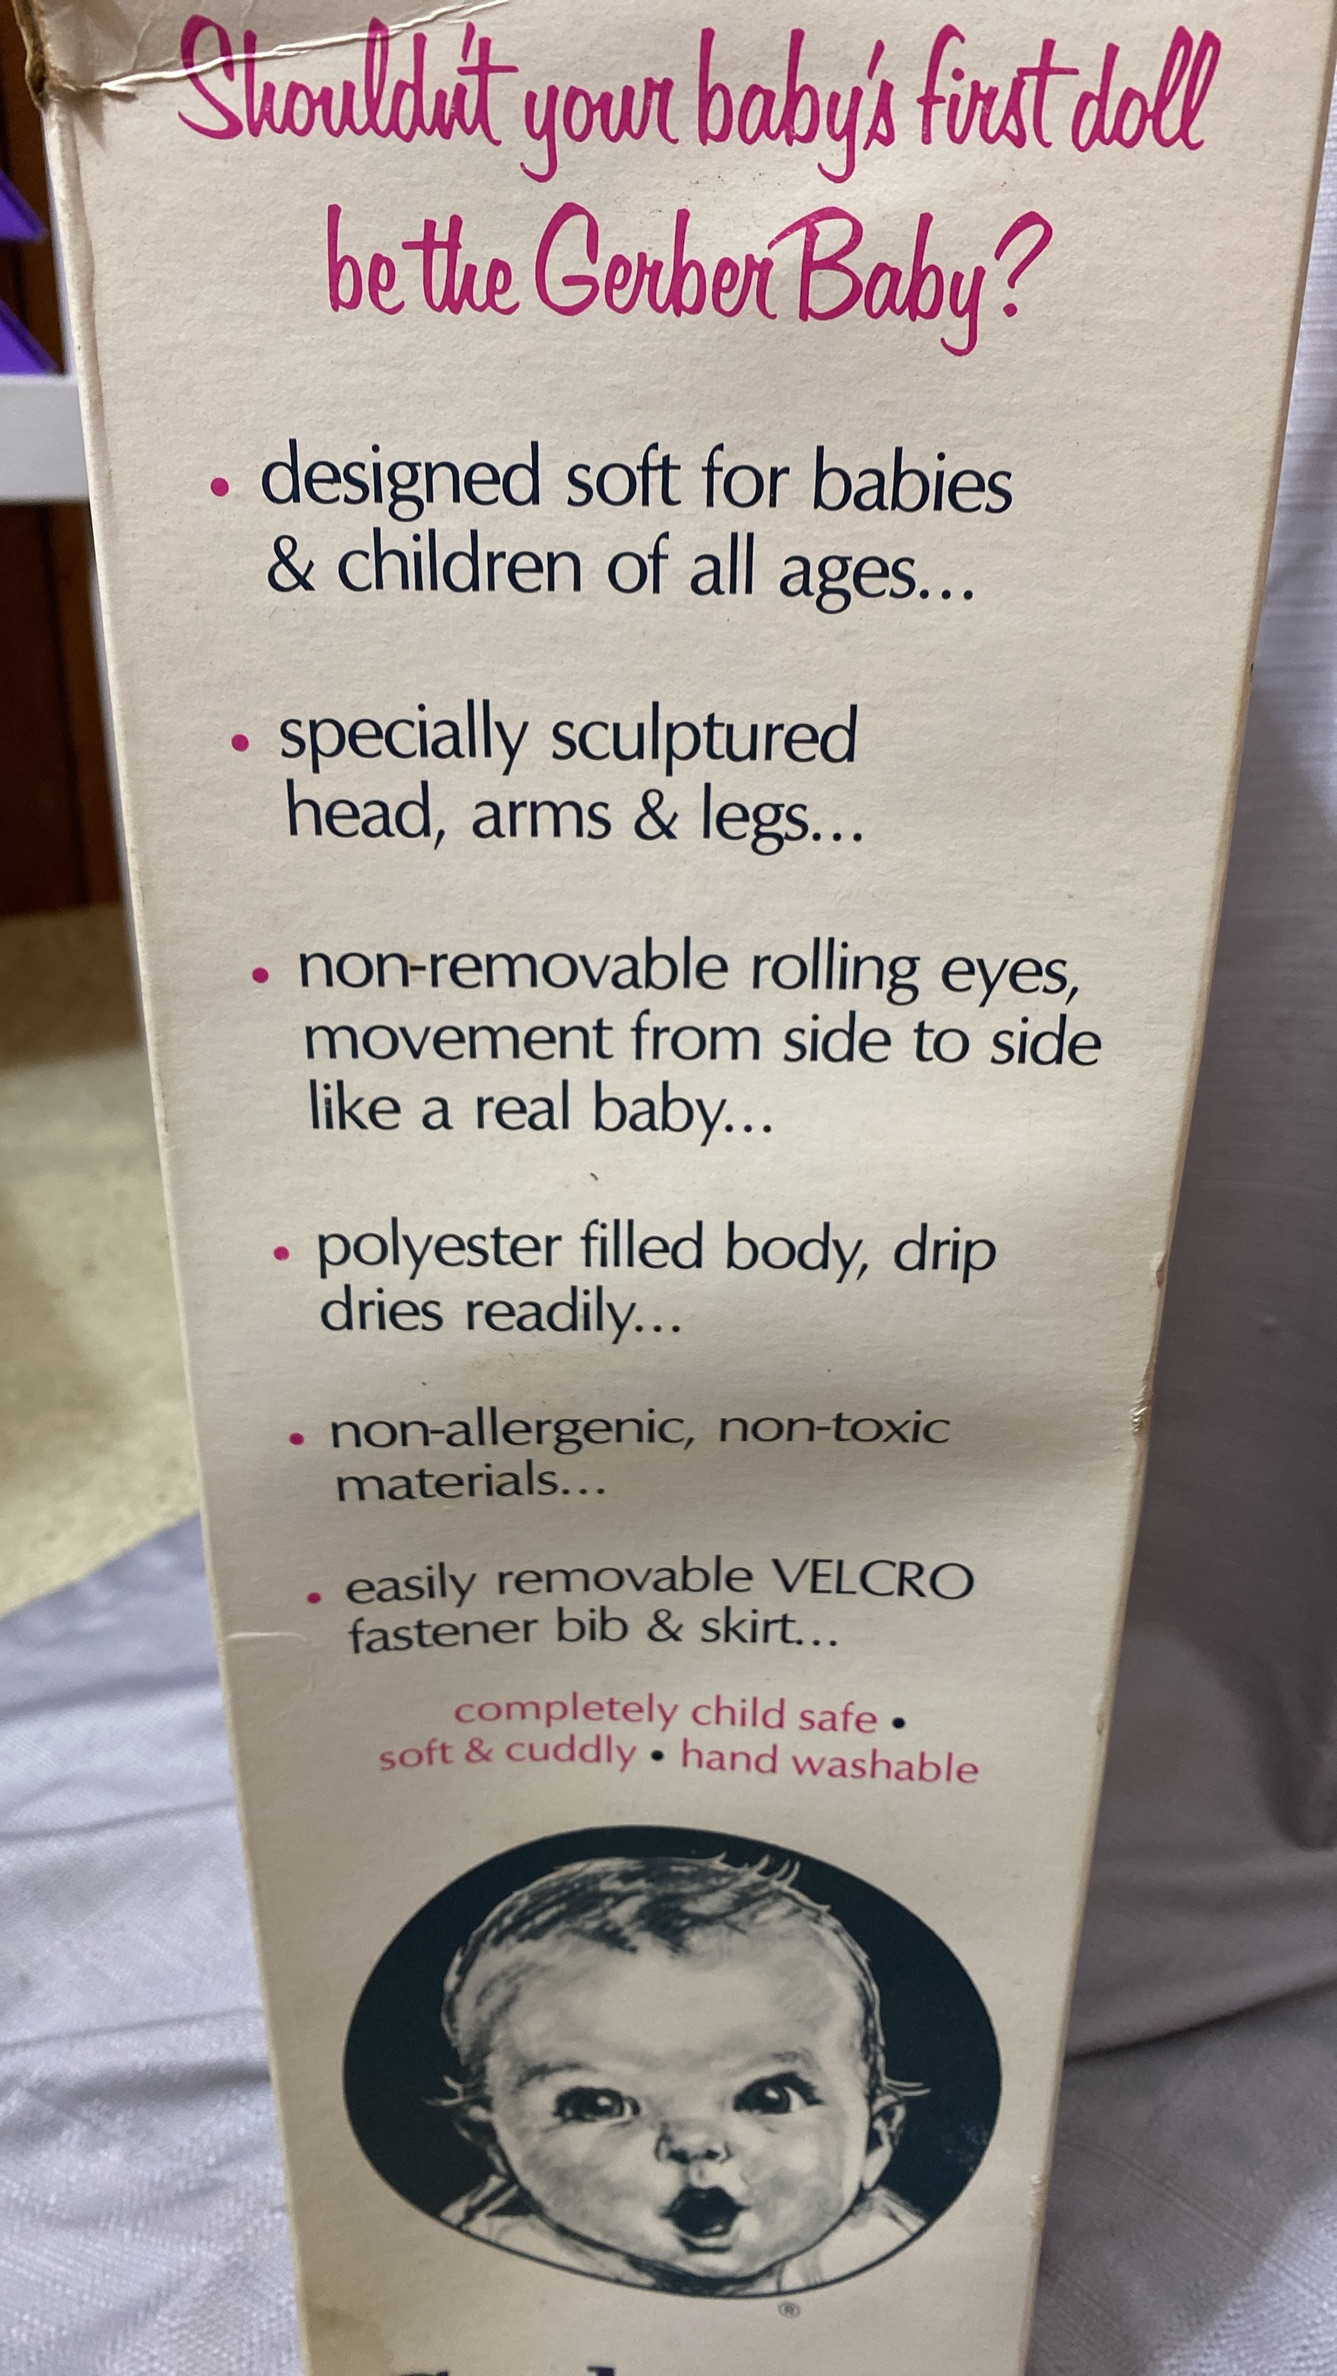 Shouldn't your baby's first doll
be the Gerber Baby?
• designed soft for babies
& children of all ages...
• specially sculptured
head, arms & legs...
• non-removable rolling eyes,
movement from side to side
like a real baby...
• polyester filled body, drip
dries readily...
• non-allergenic, non-toxic
materials...
• easily removable VELCRO
fastener bib & skirt...
completely child safe •
soft & cuddly • hand washable
®